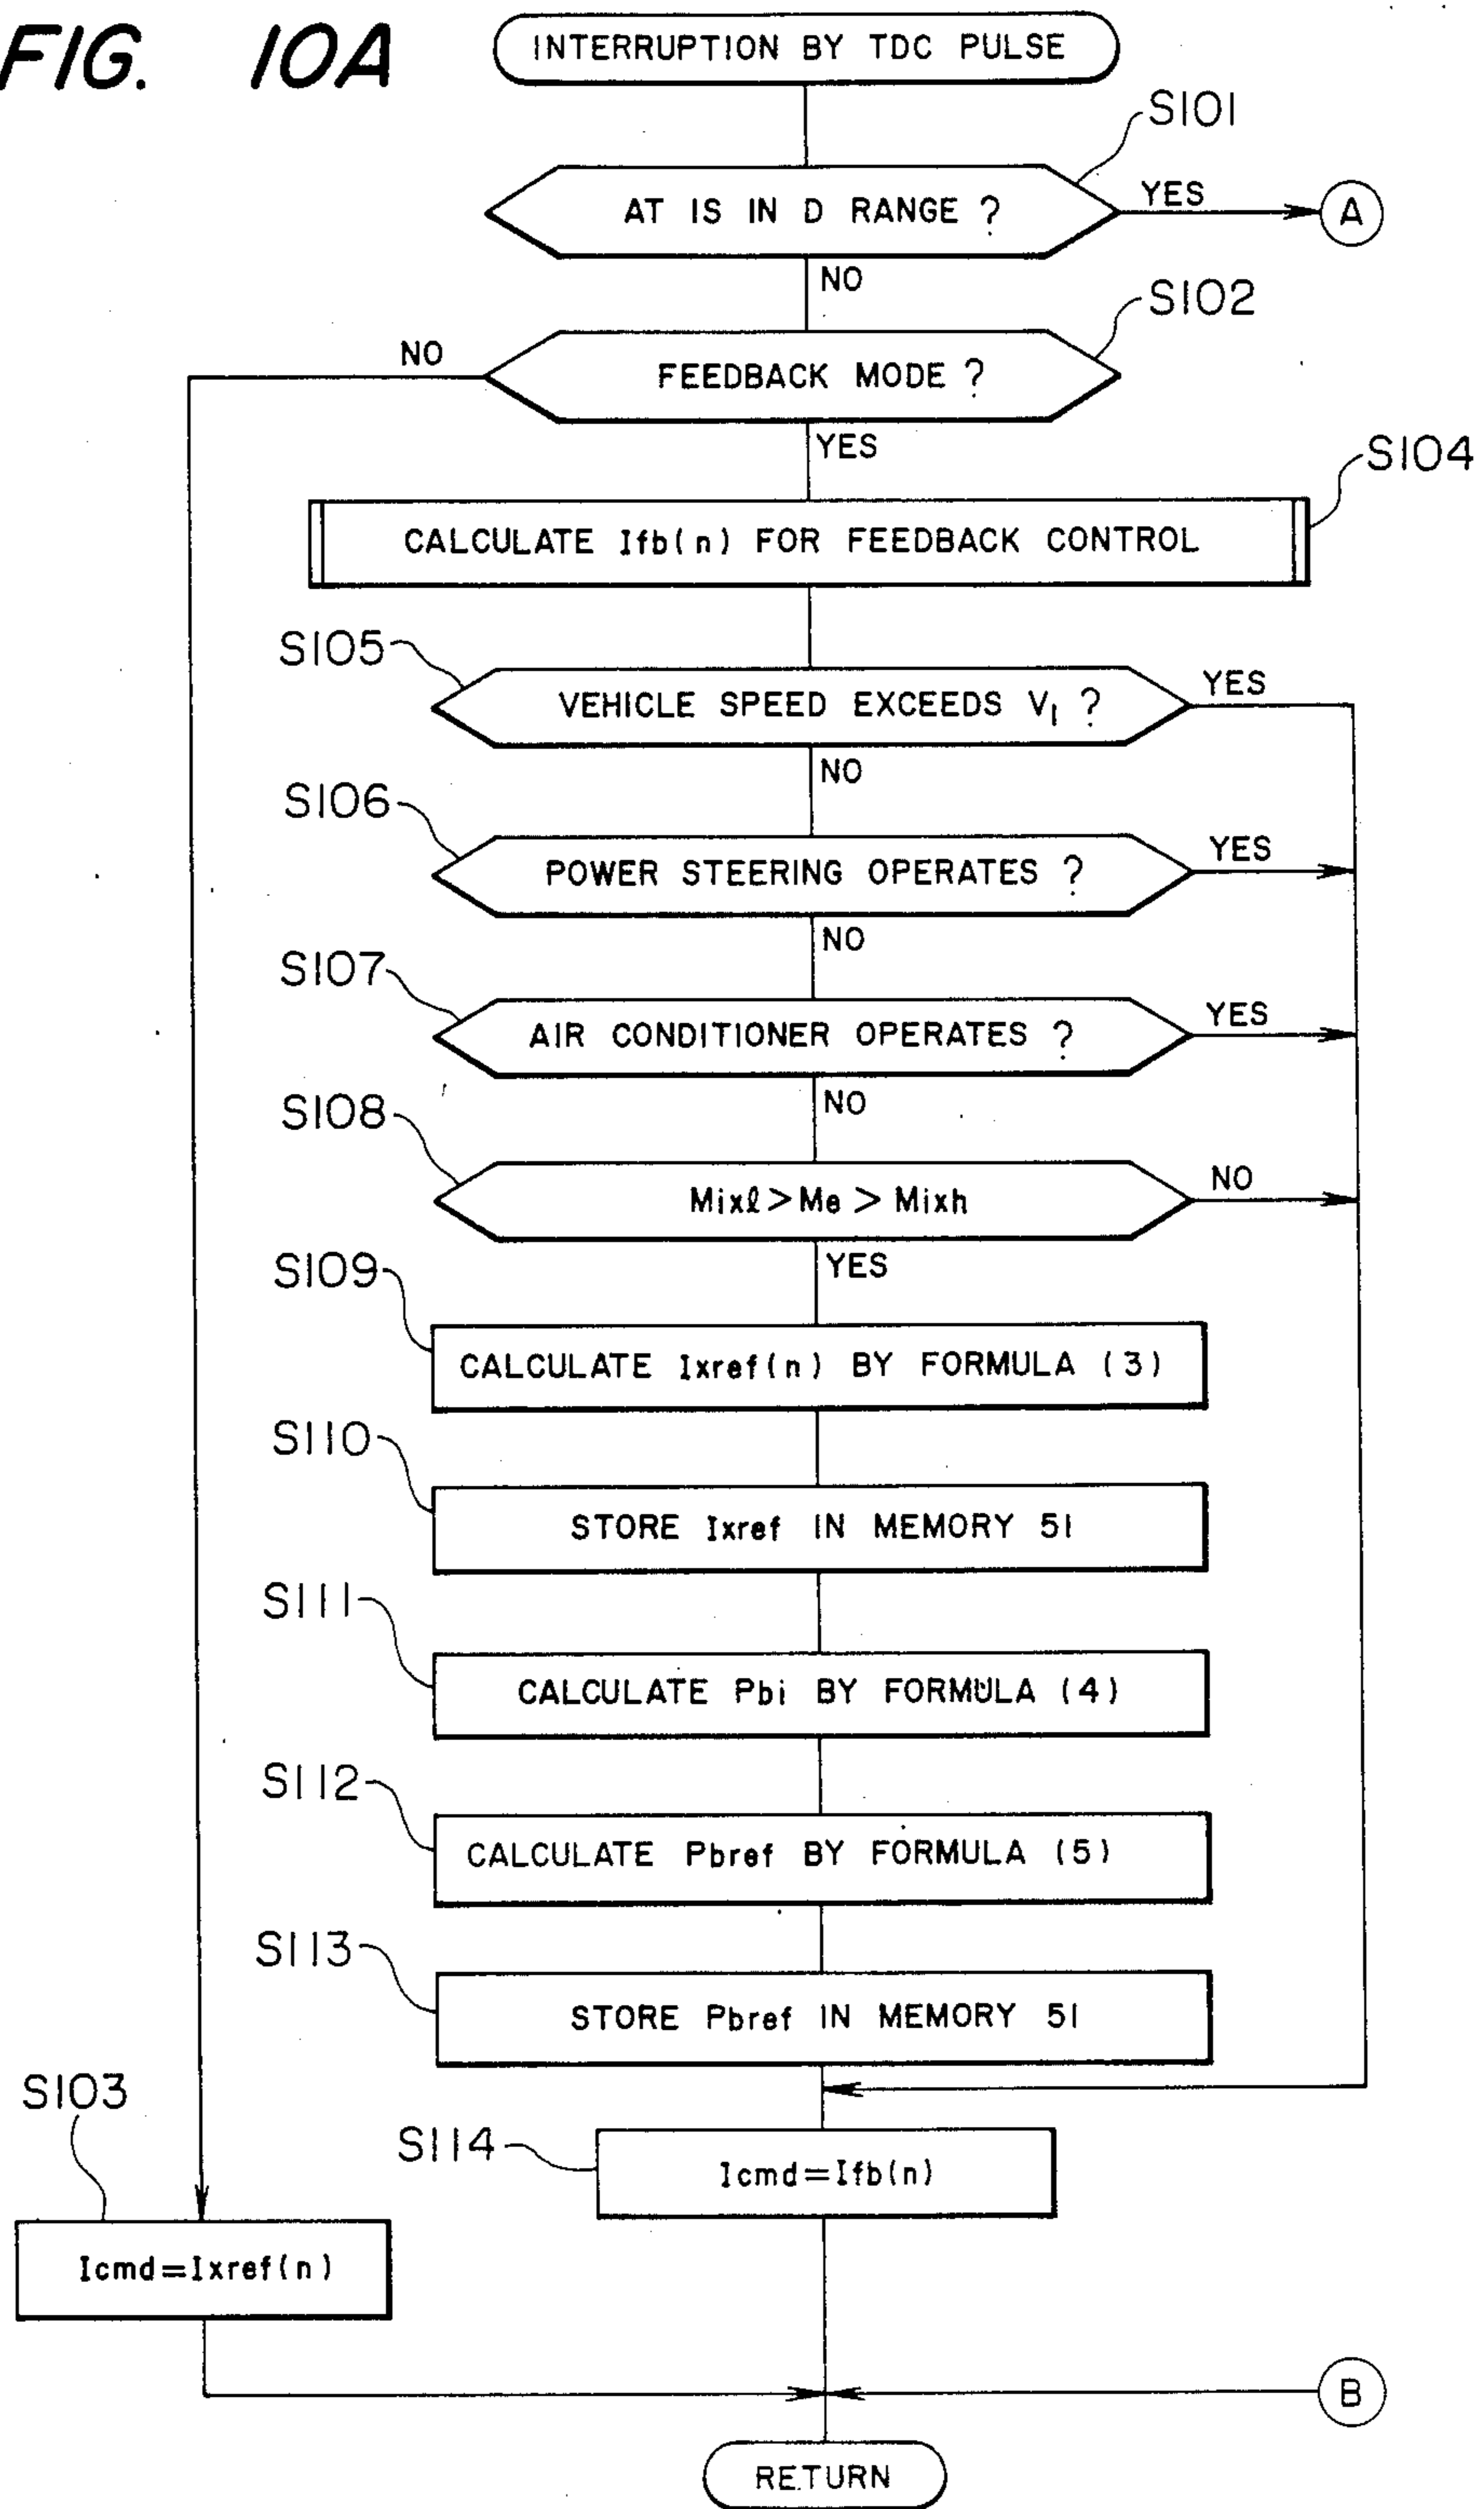 FIG. 10A
INTERRUPTION BY TDC PULSE
S101
AT IS IN D RANGE ?
YES
A
NO
S102
NO
FEEDBACK MODE ?
YES
S104
CALCULATE Ifb(n) FOR FEEDBACK CONTROL
S105
VEHICLE SPEED EXCEEDS V1 ?
YES
NO
S106
POWER STEERING OPERATES ?
YES
NO
S107
AIR CONDITIONER OPERATES ?
YES
NO
S108
Mixℓ>Me>Mixh
NO
YES
S109
CALCULATE Ixref(n) BY FORMULA (3)
S110
STORE Ixref IN MEMORY 51
S111
CALCULATE Pbi BY FORMULA (4)
S112
CALCULATE Pbref BY FORMULA (5)
S113
STORE Pbref IN MEMORY 51
S103
S114
Icmd=Ifb(n)
Icmd=Ixref(n)
B
RETURN